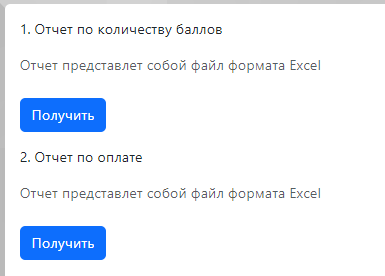 1. Отчет по количеству баллов
Отчет представлет собой файл формата Excel
Получить
2. Отчет по оплате
Отчет представлет собой файл формата Excel
Получить